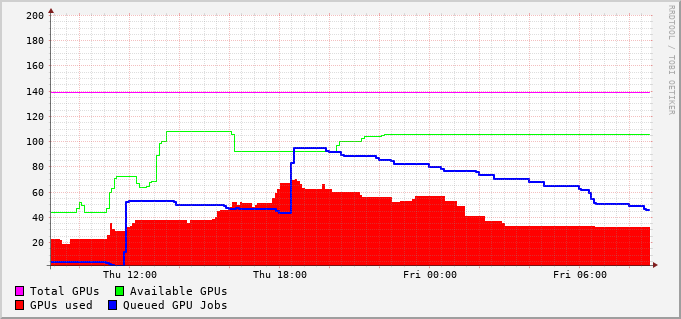 200
180
160
140
120
100
80
60
40
20
Thu 12:00 Thu 18:00 Fri 00:00 Fri 06:00
Total GPUs Available GPUs
GPUs used Queued GPU Jobs
RRDTOOL / TOBI OETIKER